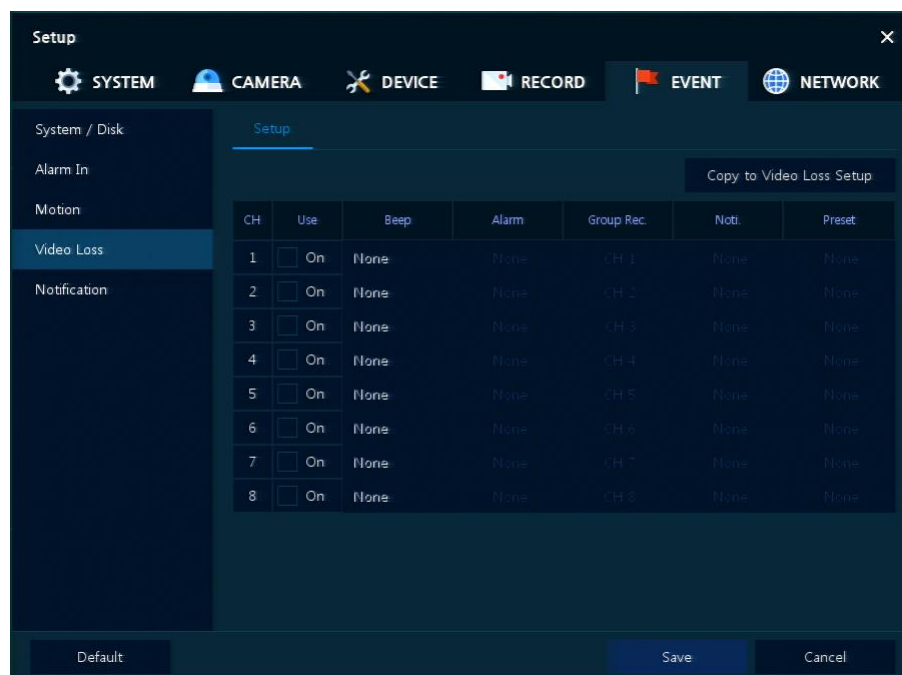 Setup
SYSTEM CAMERA DEVICE RECORD EVENT NETWORK
System / Disk
Alarm In
Motion
Video Loss
Notification
Setup
Copy to Video Loss Setup
CH Use Beep Alarm Group Rec. Noti. Preset
1 On None None CH 1 None None
2 On None None CH 2 None None
3 On None None CH 3 None None
4 On None None CH 4 None None
5 On None None CH 5 None None
6 On None None CH 6 None None
7 On None None CH 7 None None
8 On None None CH 8 None None
Default Save Cancel